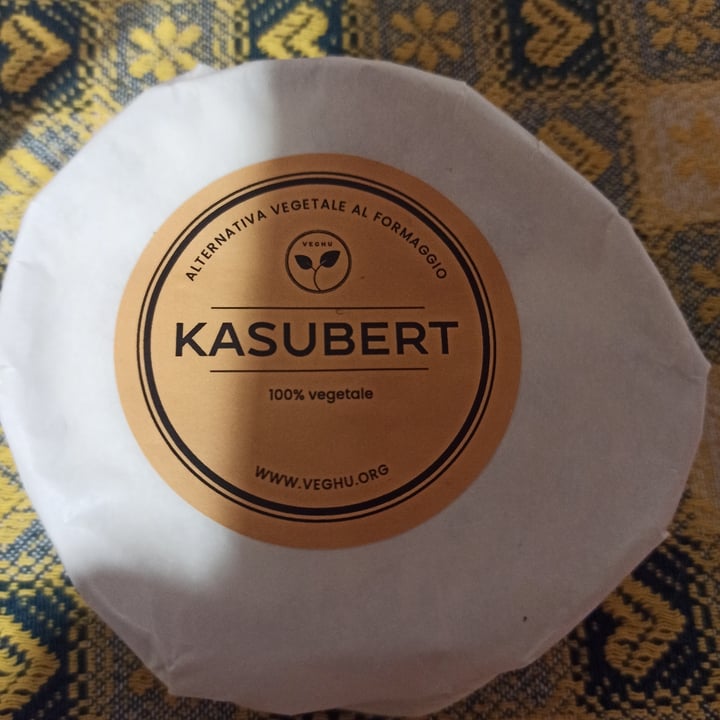 ALTERNATIVA VEGETALE AL FORMAGGIO
VEGHU
KASUBERT
100% vegetale
WWW.VEGHU.ORG